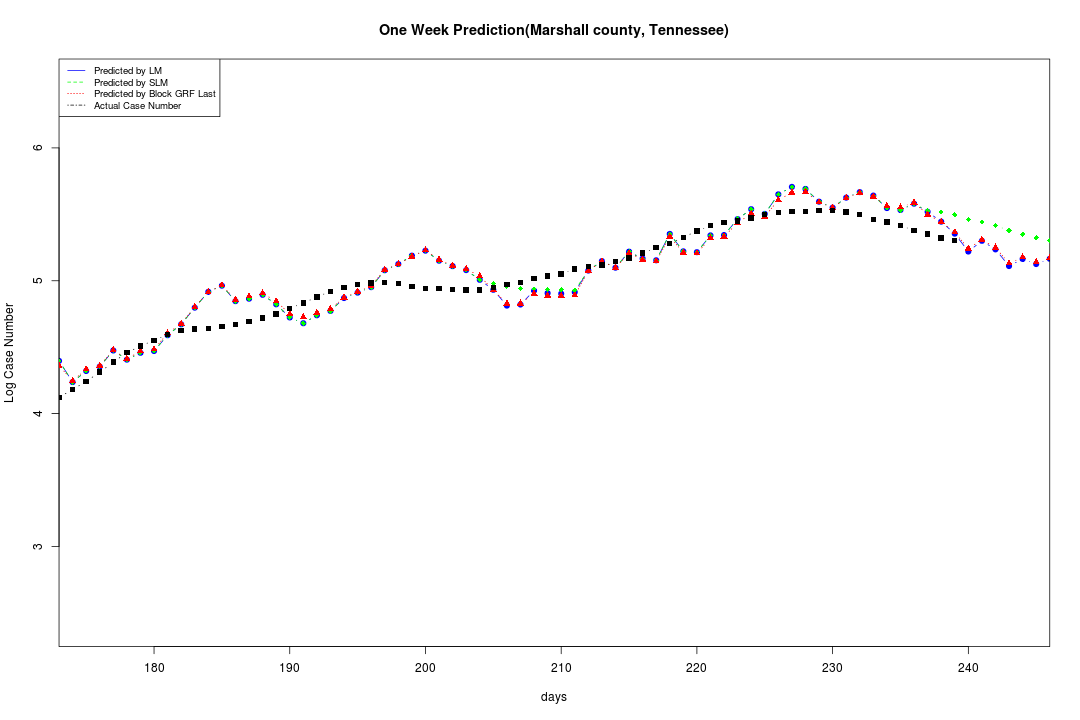 One Week Prediction(Marshall county, Tennessee)
Predicted by LM
Predicted by SLM
Predicted by Block GRF Last
Actual Case Number
6
5
4
3
Log Case Number
180 190 200 210 220 230 240
days